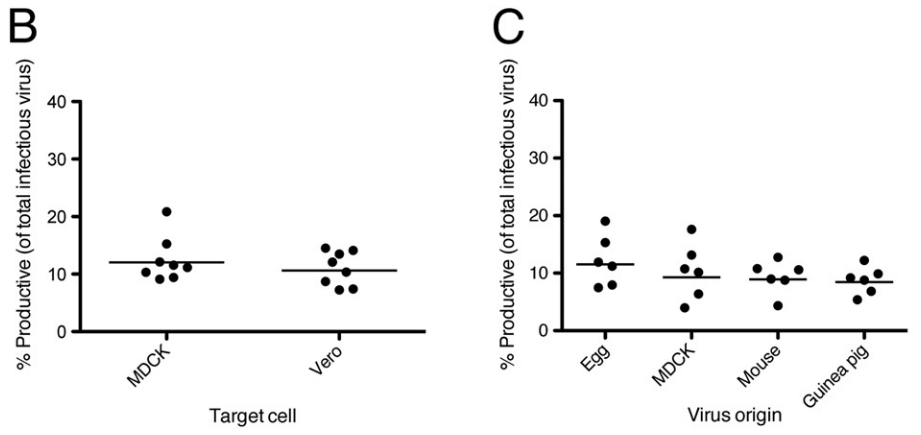 B
% Productive (of total infectious virus)
40
30
20
10
0
MDCK
Vero
Target cell
C
% Productive (of total infectious virus)
40
30
20
10
0
Egg
MDCK
Mouse
Guinea pig
Virus origin